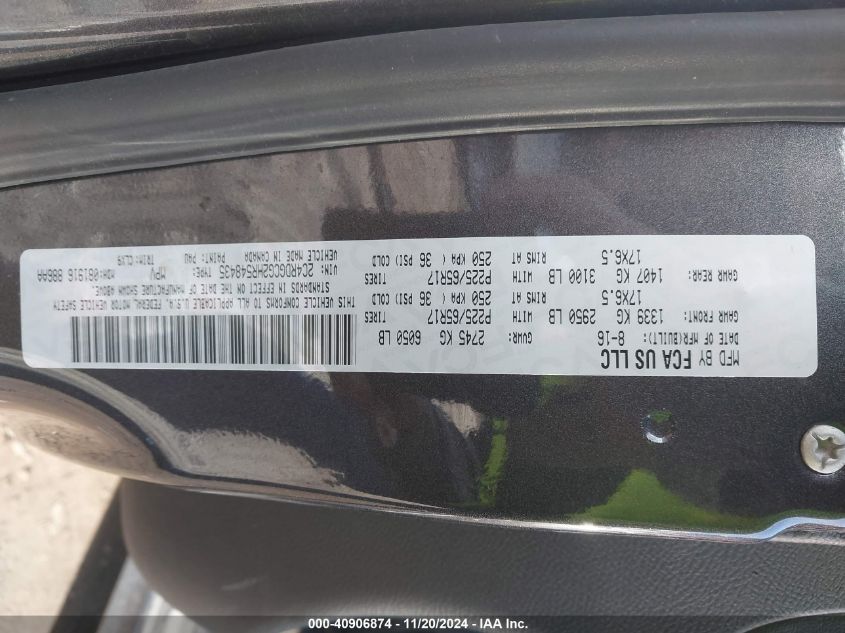 MFD BY FCA US LLC
DATE OF MFR(BUILT): 8-16 GVWR: 2745 KG 6050 LB
GAWR FRONT: 1339 KG 2950 LB WITH P225/65R17 TIRES
17X6.5 RIMS AT 250 KPA( 36 PSI) COLD
GAWR REAR: 1407 KG 3100 LB WITH P225/65R17 TIRES
17X6.5 RIMS AT 250 KPA( 36 PSI) COLD
THIS VEHICLE CONFORMS TO ALL APPLICABLE U.S.A. FEDERAL MOTOR VEHICLE SAFETY
STANDARDS IN EFFECT ON THE DATE OF MANUFACTURE SHOWN ABOVE.
VIN: 2C4RDGCG2HR548435 TYPE: MPV MDH:081916 886AA
VEHICLE MADE IN CANADA PAINT: PAU TRIM: CLX9
000-40906874 - 11/20/2024 - IAA Inc.